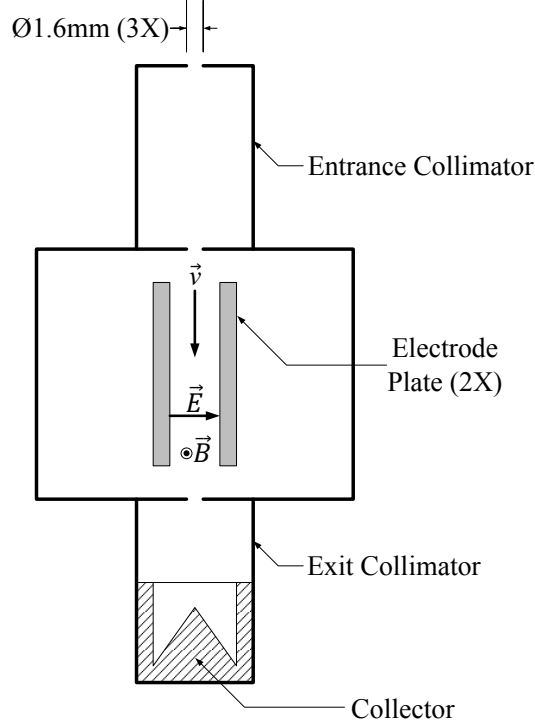 Ø1.6mm (3X)
Entrance Collimator
v⃗
Electrode
Plate (2X)
E⃗
B⃗
Exit Collimator
Collector